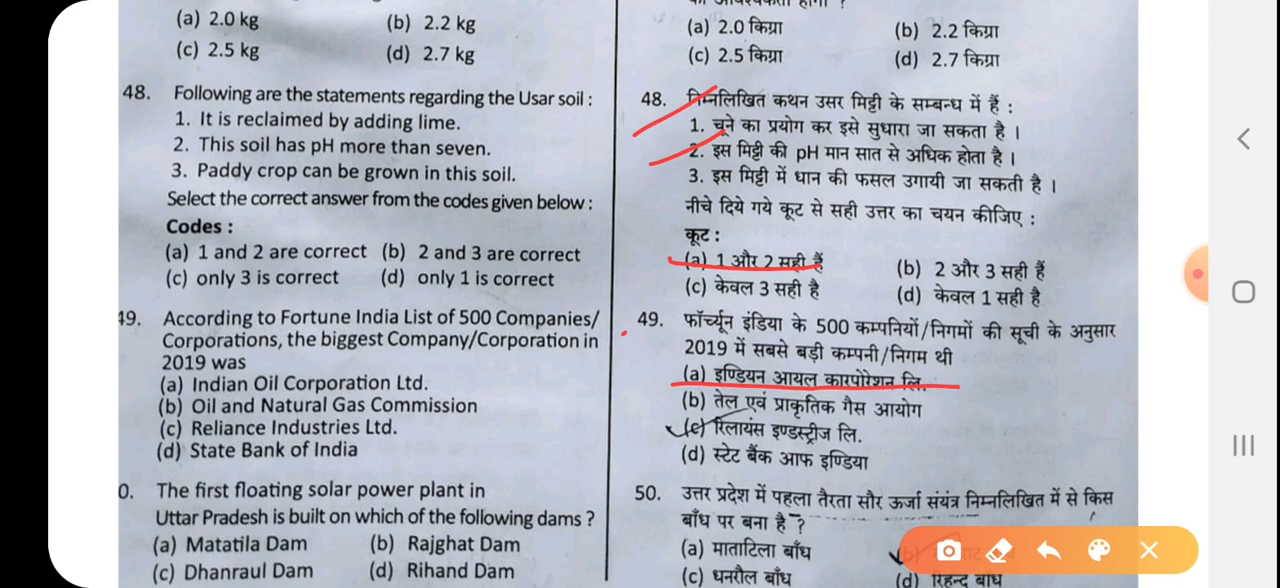 (a) 2.0 kg (b) 2.2 kg
(c) 2.5 kg (d) 2.7 kg
48. Following are the statements regarding the Usar soil :
1. It is reclaimed by adding lime.
2. This soil has pH more than seven.
3. Paddy crop can be grown in this soil.
Select the correct answer from the codes given below :
Codes :
(a) 1 and 2 are correct (b) 2 and 3 are correct
(c) only 3 is correct (d) only 1 is correct
19. According to Fortune India List of 500 Companies/
Corporations, the biggest Company/Corporation in
2019 was
(a) Indian Oil Corporation Ltd.
(b) Oil and Natural Gas Commission
(c) Reliance Industries Ltd.
(d) State Bank of India
0. The first floating solar power plant in
Uttar Pradesh is built on which of the following dams ?
(a) Matatila Dam (b) Rajghat Dam
(c) Dhanraul Dam (d) Rihand Dam
(a) 2.0 किग्रा (b) 2.2 किग्रा
(c) 2.5 किग्रा (d) 2.7 किग्रा
48. निम्नलिखित कथन उसर मिट्टी के सम्बन्ध में हैं :
1. चूने का प्रयोग कर इसे सुधारा जा सकता है ।
2. इस मिट्टी की pH मान सात से अधिक होता है ।
3. इस मिट्टी में धान की फसल उगायी जा सकती है ।
नीचे दिये गये कूट से सही उत्तर का चयन कीजिए :
कूट :
(a) 1 और 2 सही हैं (b) 2 और 3 सही हैं
(c) केवल 3 सही है (d) केवल 1 सही है
49. फॉर्च्यून इंडिया के 500 कम्पनियों/निगमों की सूची के अनुसार
2019 में सबसे बड़ी कम्पनी/निगम थी
(a) इण्डियन आयल कारपोरेशन लि.
(b) तेल एवं प्राकृतिक गैस आयोग
(c) रिलायंस इण्डस्ट्रीज लि.
(d) स्टेट बैंक आफ इण्डिया
50. उत्तर प्रदेश में पहला तैरता सौर ऊर्जा संयंत्र निम्नलिखित में से किस
बाँध पर बना है ?
(a) माताटिला बाँध
(c) धनरौल बाँध (d) रिहन्द बाँध